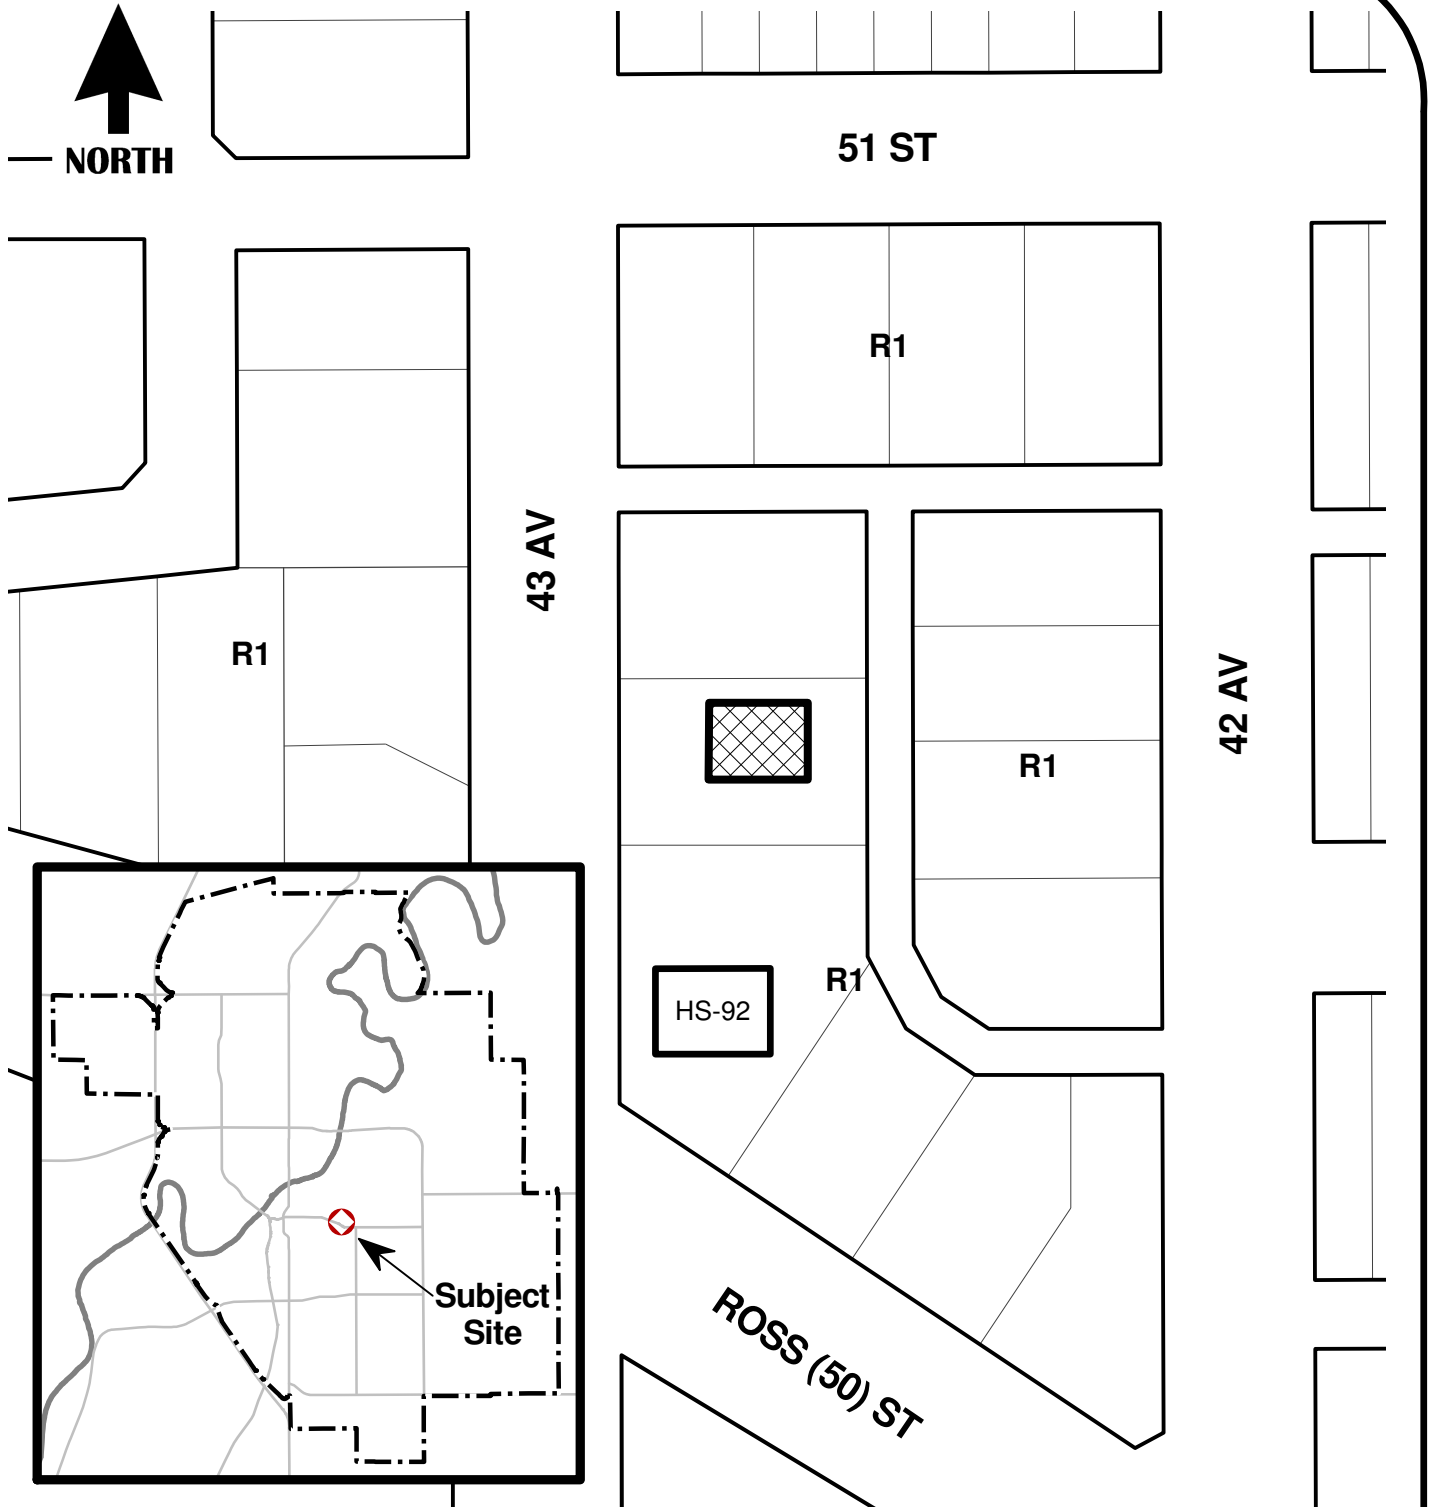 NORTH
51 ST
R1
43 AV
R1
42 AV
R1
R1
HS-92
Subject
Site
ROSS (50) ST